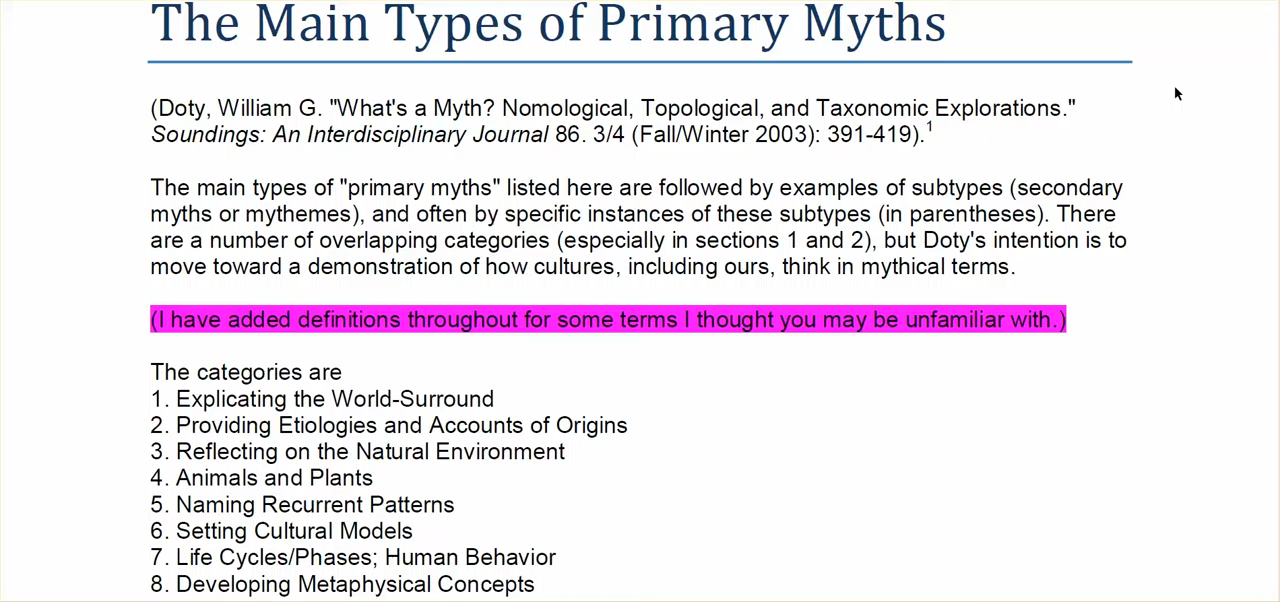 The Main Types of Primary Myths
(Doty, William G. "What's a Myth? Nomological, Topological, and Taxonomic Explorations."
Soundings: An Interdisciplinary Journal 86. 3/4 (Fall/Winter 2003): 391-419).1
The main types of "primary myths" listed here are followed by examples of subtypes (secondary
myths or mythemes), and often by specific instances of these subtypes (in parentheses). There
are a number of overlapping categories (especially in sections 1 and 2), but Doty's intention is to
move toward a demonstration of how cultures, including ours, think in mythical terms.
(I have added definitions throughout for some terms I thought you may be unfamiliar with.)
The categories are
1. Explicating the World-Surround
2. Providing Etiologies and Accounts of Origins
3. Reflecting on the Natural Environment
4. Animals and Plants
5. Naming Recurrent Patterns
6. Setting Cultural Models
7. Life Cycles/Phases; Human Behavior
8. Developing Metaphysical Concepts